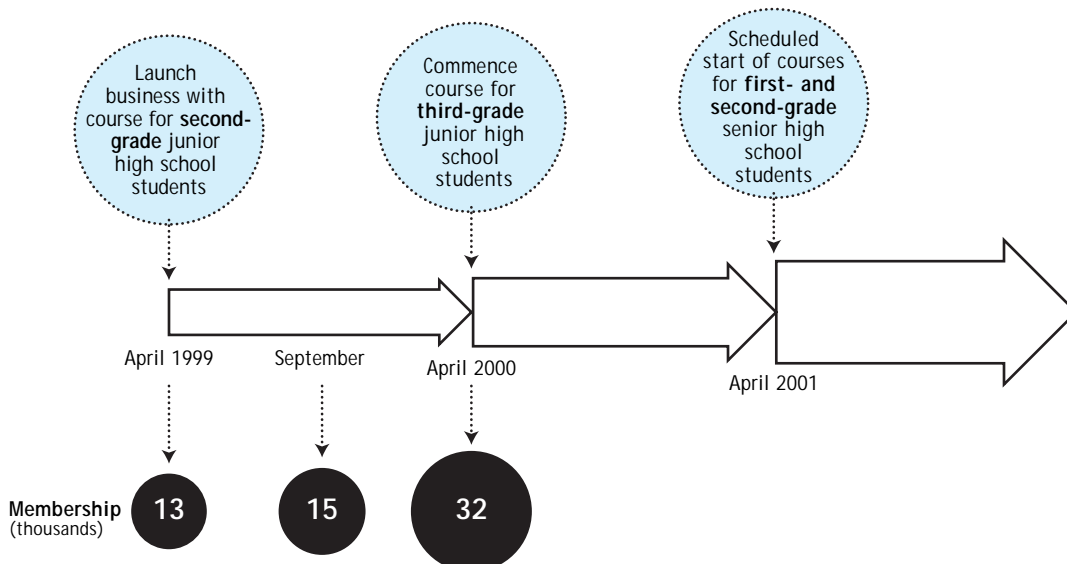 Launch
business with
course for second-
grade junior
high school
students
Commence
course for
third-grade
junior high
school
students
Scheduled
start of courses
for first- and
second-grade
senior high
school
students
April 1999
September
April 2000
April 2001
Membership
(thousands)
13
15
32